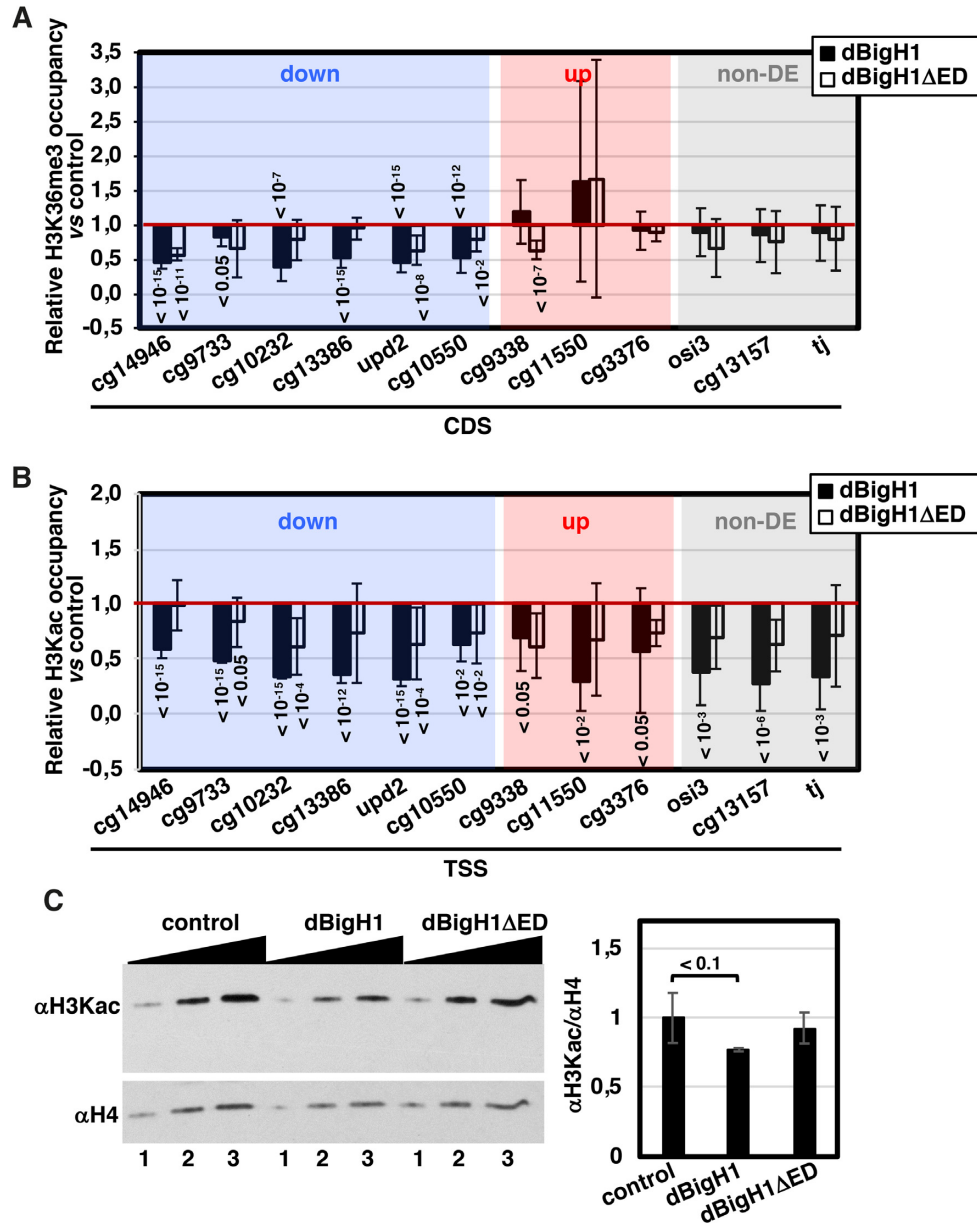 A
dBigH1
dBigH1ΔED
down
up
non-DE
Relative H3K36me3 occupancy
vs control
3,5
3,0
2,5
2,0
1,5
1,0
0,5
0,0
-0,5
< 10-15
< 10-11
< 0.05
< 10-7
< 10-15
< 10-15
< 10-8
< 10-12
< 10-2
< 10-7
cg14946
cg9733
cg10232
cg13386
upd2
cg10550
cg9338
cg11550
cg3376
osi3
cg13157
tj
CDS
B
dBigH1
dBigH1ΔED
down
up
non-DE
Relative H3Kac occupancy
vs control
2,0
1,5
1,0
0,5
0,0
-0,5
< 10-15
< 10-15
< 0.05
< 10-15
< 10-4
< 10-12
< 10-15
< 10-4
< 10-2
< 10-2
< 0.05
< 10-2
< 0.05
< 10-3
< 10-6
< 10-3
cg14946
cg9733
cg10232
cg13386
upd2
cg10550
cg9338
cg11550
cg3376
osi3
cg13157
tj
TSS
C
control
dBigH1
dBigH1ΔED
αH3Kac
αH4
1 2 3 1 2 3 1 2 3
αH3Kac/αH4
1,5
1
0,5
0
< 0.1
control
dBigH1
dBigH1ΔED